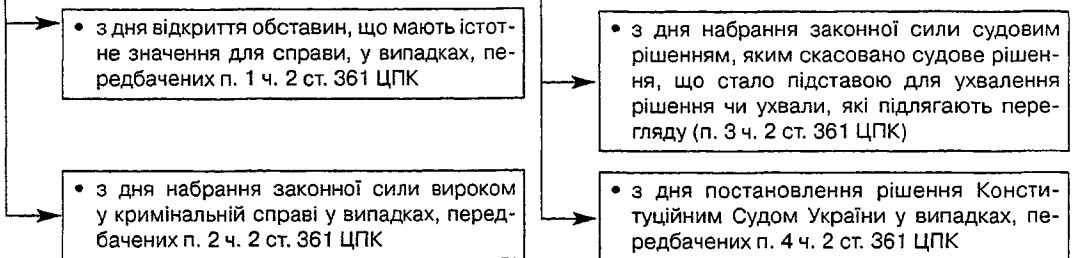 • з дня відкриття обставин, що мають істот-
не значення для справи, у випадках, пе-
редбачених п. 1 ч. 2 ст. 361 ЦПК
• з дня набрання законної сили вироком
у кримінальній справі у випадках, перед-
бачених п. 2 ч. 2 ст. 361 ЦПК
• з дня набрання законної сили судовим
рішенням, яким скасовано судове рішен-
ня, що стало підставою для ухвалення
рішення чи ухвали, які підлягають пере-
гляду (п. 3 ч. 2 ст. 361 ЦПК)
• з дня постановлення рішення Консти-
туційним Судом України у випадках, пе-
редбачених п. 4 ч. 2 ст. 361 ЦПК